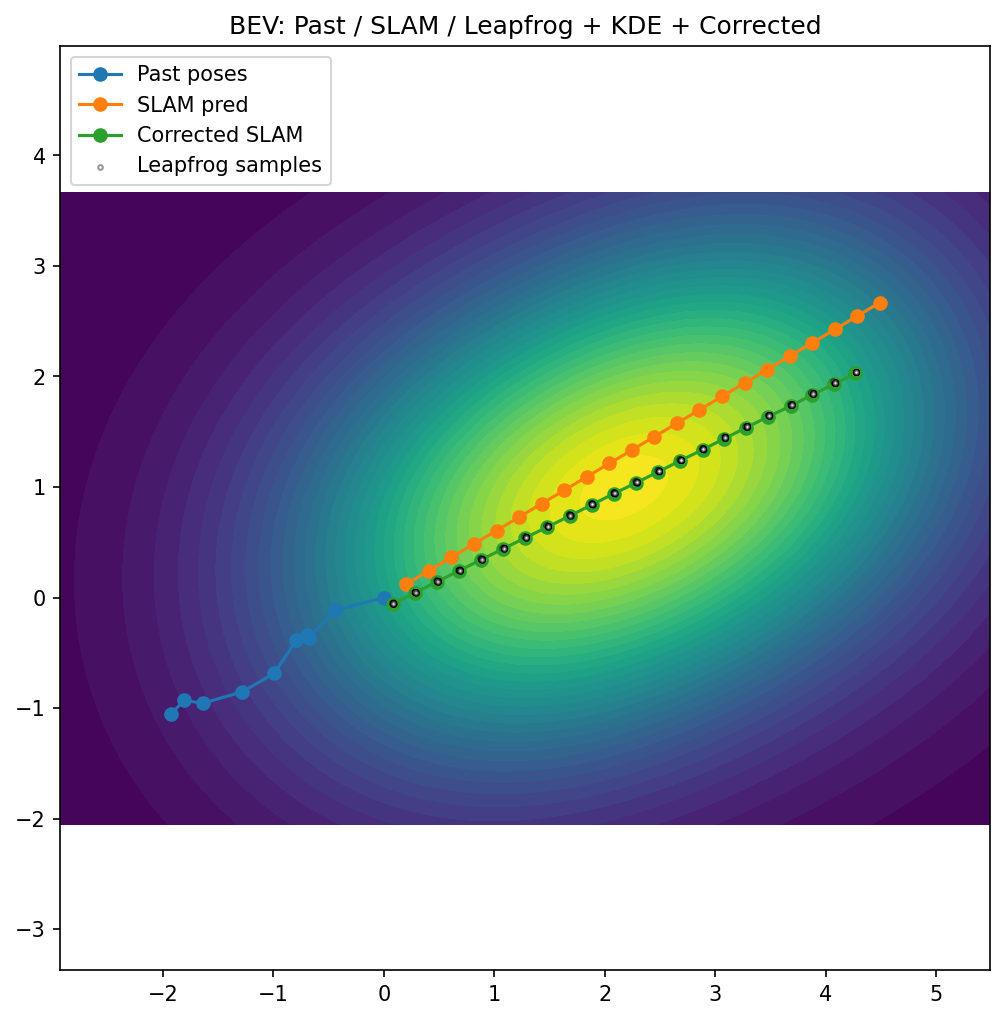 BEV: Past / SLAM / Leapfrog + KDE + Corrected
Past poses
SLAM pred
Corrected SLAM
Leapfrog samples
4
3
2
1
0
−1
−2
−3
−2 −1 0 1 2 3 4 5